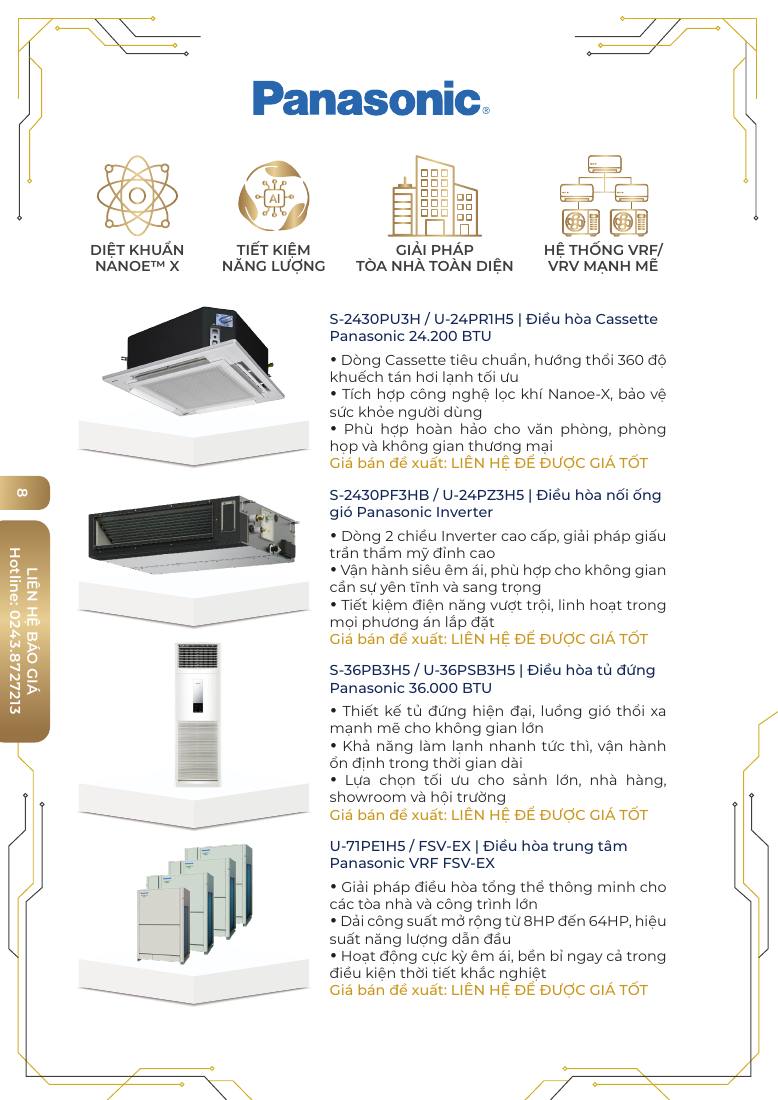 Panasonic®
DIỆT KHUẨN
NANOE™ X
TIẾT KIỆM
NĂNG LƯỢNG
GIẢI PHÁP
TÒA NHÀ TOÀN DIỆN
HỆ THỐNG VRF/
VRV MẠNH MẼ
AI
S-2430PU3H / U-24PR1H5 | Điều hòa Cassette
Panasonic 24.200 BTU
• Dòng Cassette tiêu chuẩn, hướng thổi 360 độ
khuếch tán hơi lạnh tối ưu
• Tích hợp công nghệ lọc khí Nanoe-X, bảo vệ
sức khỏe người dùng
• Phù hợp hoàn hảo cho văn phòng, phòng
họp và không gian thương mại
Giá bán đề xuất: LIÊN HỆ ĐỂ ĐƯỢC GIÁ TỐT
S-2430PF3HB / U-24PZ3H5 | Điều hòa nối ống
gió Panasonic Inverter
• Dòng 2 chiều Inverter cao cấp, giải pháp giấu
trần thẩm mỹ đỉnh cao
• Vận hành siêu êm ái, phù hợp cho không gian
cần sự yên tĩnh và sang trọng
• Tiết kiệm điện năng vượt trội, linh hoạt trong
mọi phương án lắp đặt
Giá bán đề xuất: LIÊN HỆ ĐỂ ĐƯỢC GIÁ TỐT
S-36PB3H5 / U-36PSB3H5 | Điều hòa tủ đứng
Panasonic 36.000 BTU
• Thiết kế tủ đứng hiện đại, luồng gió thổi xa
mạnh mẽ cho không gian lớn
• Khả năng làm lạnh nhanh tức thì, vận hành
ổn định trong thời gian dài
• Lựa chọn tối ưu cho sảnh lớn, nhà hàng,
showroom và hội trường
Giá bán đề xuất: LIÊN HỆ ĐỂ ĐƯỢC GIÁ TỐT
U-71PE1H5 / FSV-EX | Điều hòa trung tâm
Panasonic VRF FSV-EX
• Giải pháp điều hòa tổng thể thông minh cho
các tòa nhà và công trình lớn
• Dải công suất mở rộng từ 8HP đến 64HP, hiệu
suất năng lượng dẫn đầu
• Hoạt động cực kỳ êm ái, bền bỉ ngay cả trong
điều kiện thời tiết khắc nghiệt
Giá bán đề xuất: LIÊN HỆ ĐỂ ĐƯỢC GIÁ TỐT
8
LIÊN HỆ BÁO GIÁ
Hotline: 0243.8727213